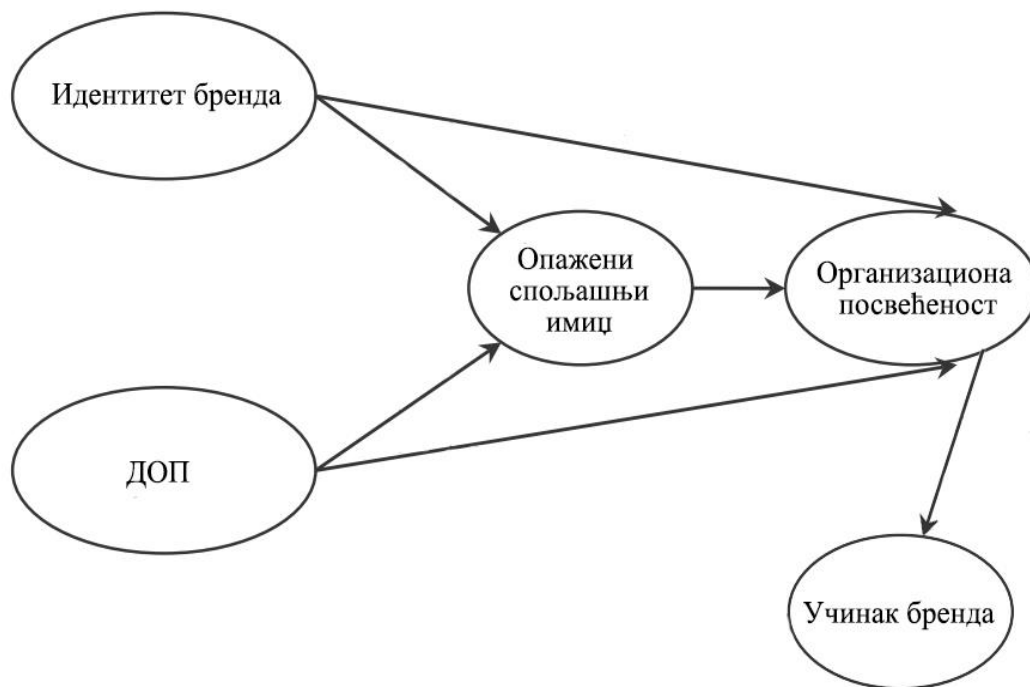 Идентитет бренда
Опажени
спољашњи
имиџ
Организациона
посвећеност
ДОП
Учинак бренда